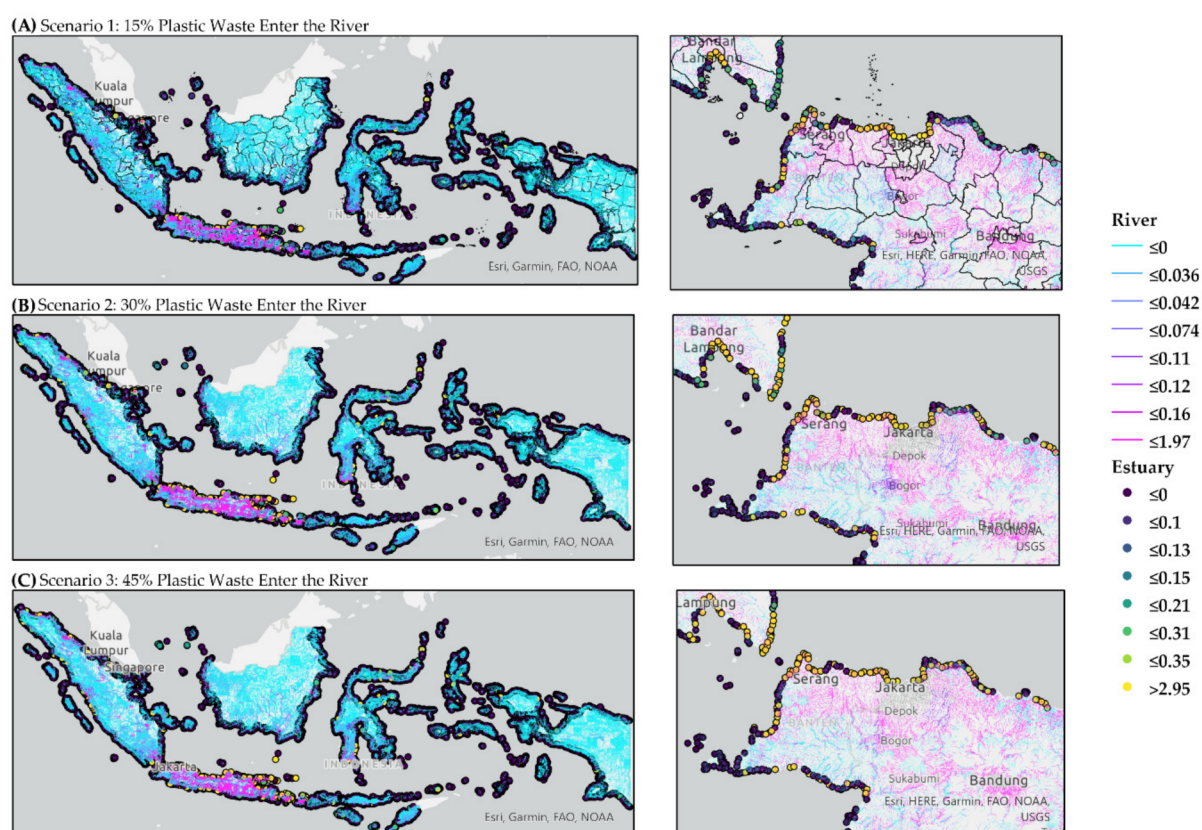 (A) Scenario 1: 15% Plastic Waste Enter the River
Kuala
umpur
ngapore
INDONESIA
Esri, Garmin, FAO, NOAA
Bandar
Lampung
Serang
Jakarta
Bogor
Sukabumi
Bandung
Esri, HERE, Garmin, FAO, NOAA,
USGS
(B) Scenario 2: 30% Plastic Waste Enter the River
Kuala
umpur
ngapore
INDONESIA
Esri, Garmin, FAO, NOAA
Bandar
Lampung
Serang
Jakarta
Depok
BANTEN
Bogor
Sukabumi
Bandung
Esri, HERE, Garmin, FAO, NOAA,
USGS
(C) Scenario 3: 45% Plastic Waste Enter the River
Kuala
Lumpur
Singapore
Jakarta
INDONESIA
Esri, Garmin, FAO, NOAA
Lampung
Serang
Jakarta
Depok
BANTEN
Bogor
Sukabumi
Bandung
Esri, HERE, Garmin, FAO, NOAA,
USGS
River
≤0
≤0.036
≤0.042
≤0.074
≤0.11
≤0.12
≤0.16
≤1.97
Estuary
≤0
≤0.1
≤0.13
≤0.15
≤0.21
≤0.31
≤0.35
>2.95